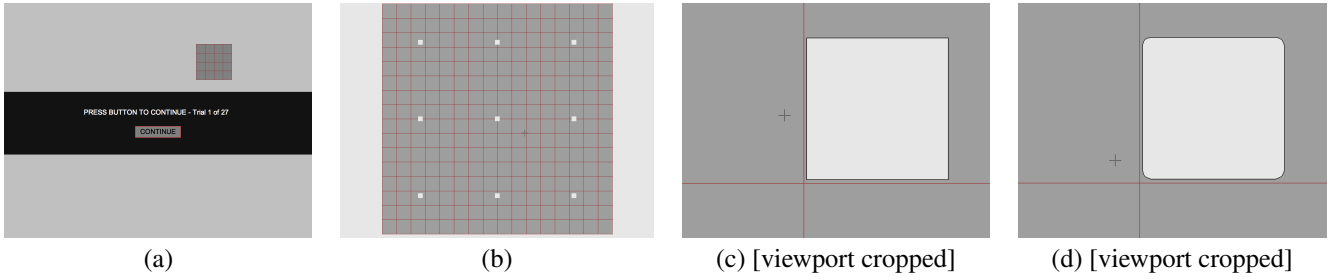 PRESS BUTTON TO CONTINUE - Trial 1 of 27
CONTINUE
(a)
(b)
(c) [viewport cropped]
(d) [viewport cropped]